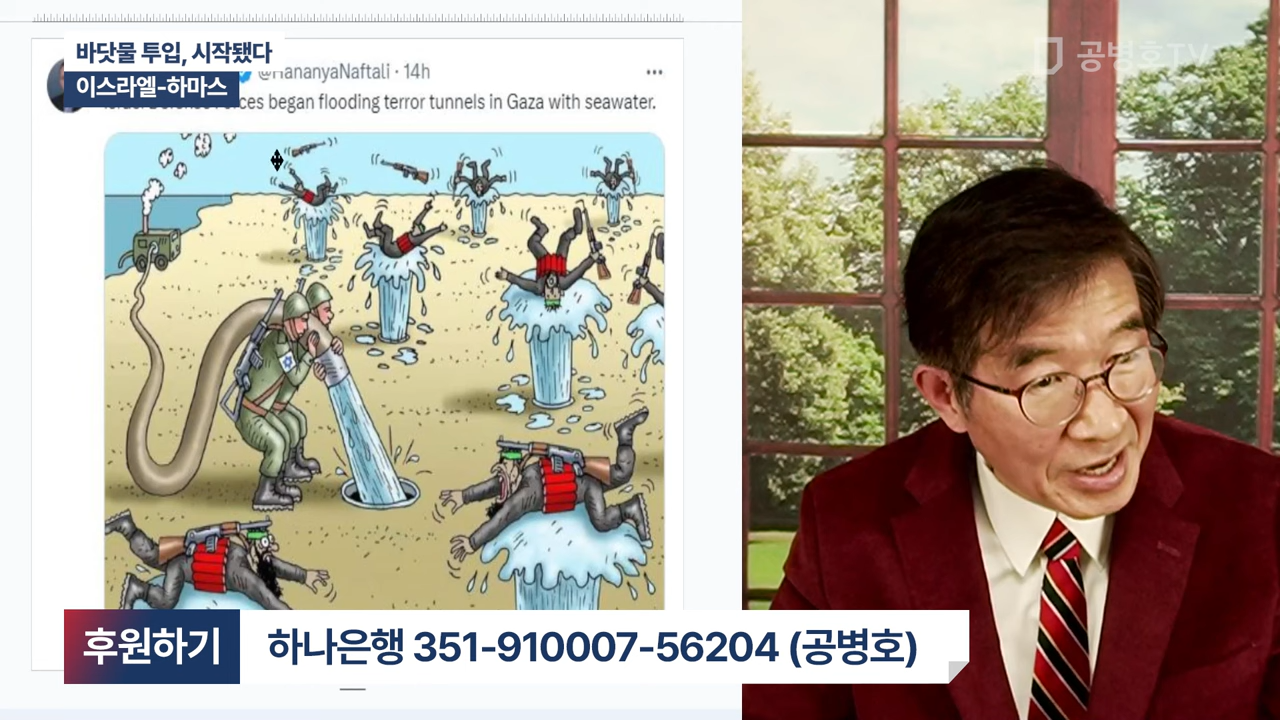 바닷물 투입, 시작됐다
이스라엘-하마스
@HananyaNaftali · 14h
began flooding terror tunnels in Gaza with seawater.
공병호TV
후원하기
하나은행 351-910007-56204 (공병호)